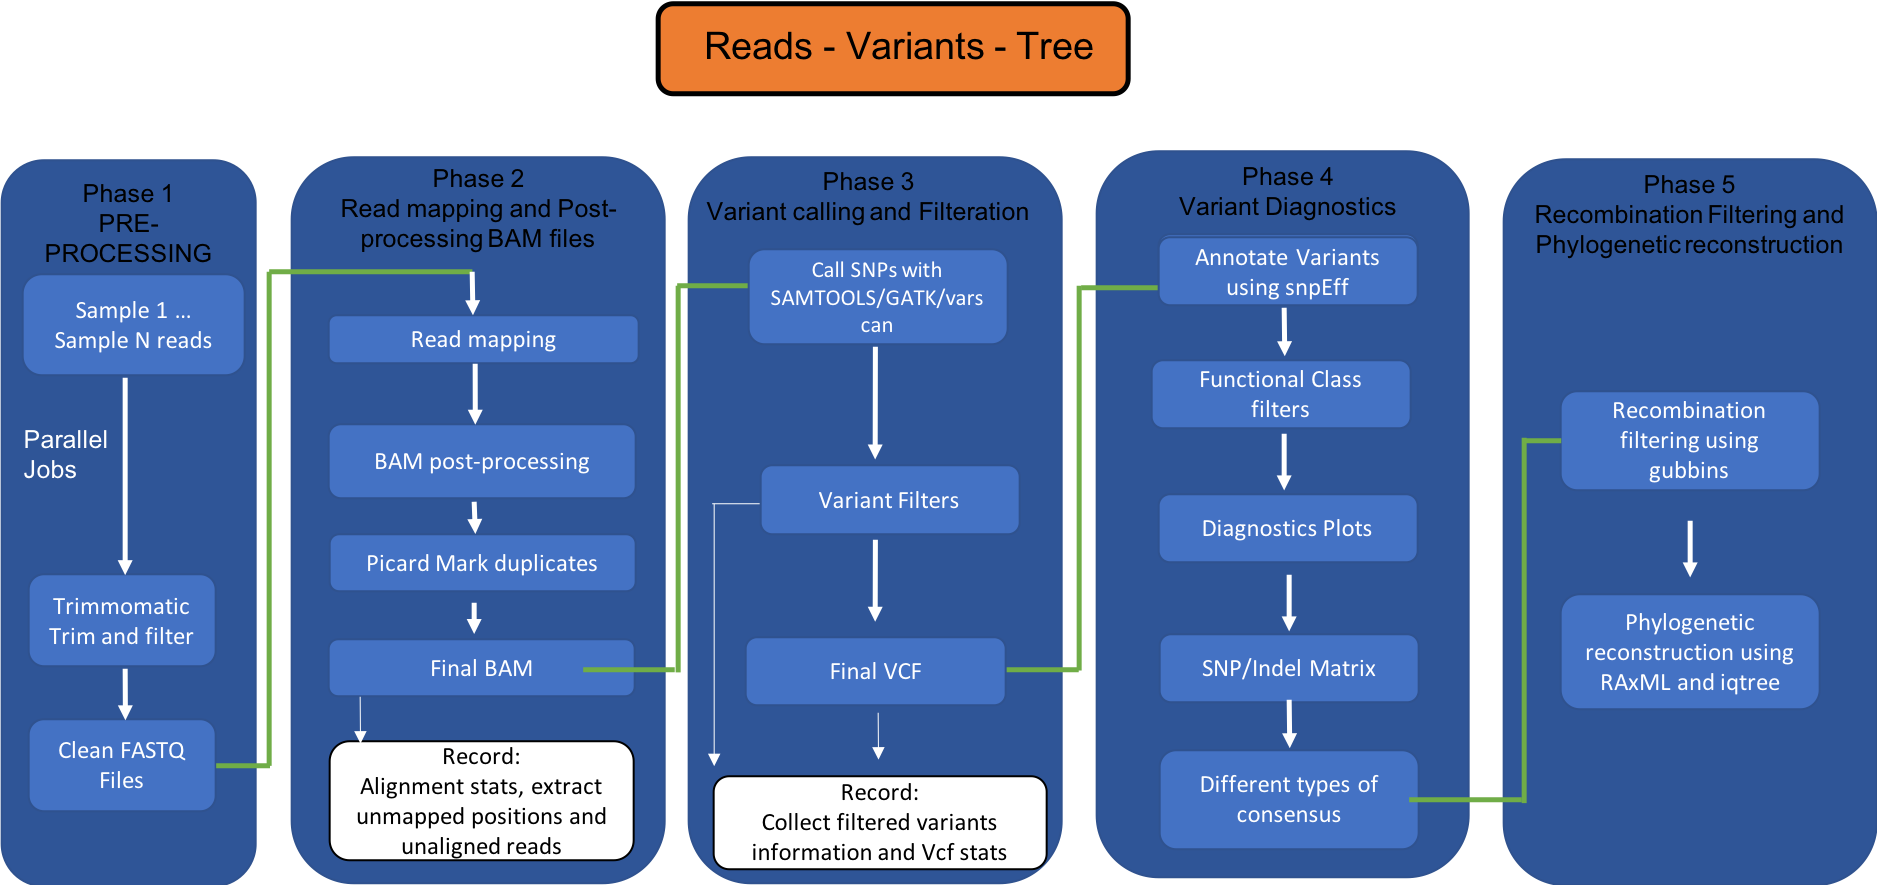 Reads - Variants - Tree
Phase 1
PRE-
PROCESSING
Sample 1 ...
Sample N reads
Parallel
Jobs
Trimmomatic
Trim and filter
Clean FASTQ
Files
Phase 2
Read mapping and Post-
processing BAM files
Read mapping
BAM post-processing
Picard Mark duplicates
Final BAM
Record:
Alignment stats, extract
unmapped positions and
unaligned reads
Phase 3
Variant calling and Filteration
Call SNPs with
SAMTOOLS/GATK/vars
can
Variant Filters
Final VCF
Record:
Collect filtered variants
information and Vcf stats
Phase 4
Variant Diagnostics
Annotate Variants
using snpEff
Functional Class
filters
Diagnostics Plots
SNP/Indel Matrix
Different types of
consensus
Phase 5
Recombination Filtering and
Phylogenetic reconstruction
Recombination
filtering using
gubbins
Phylogenetic
reconstruction using
RAxML and iqtree